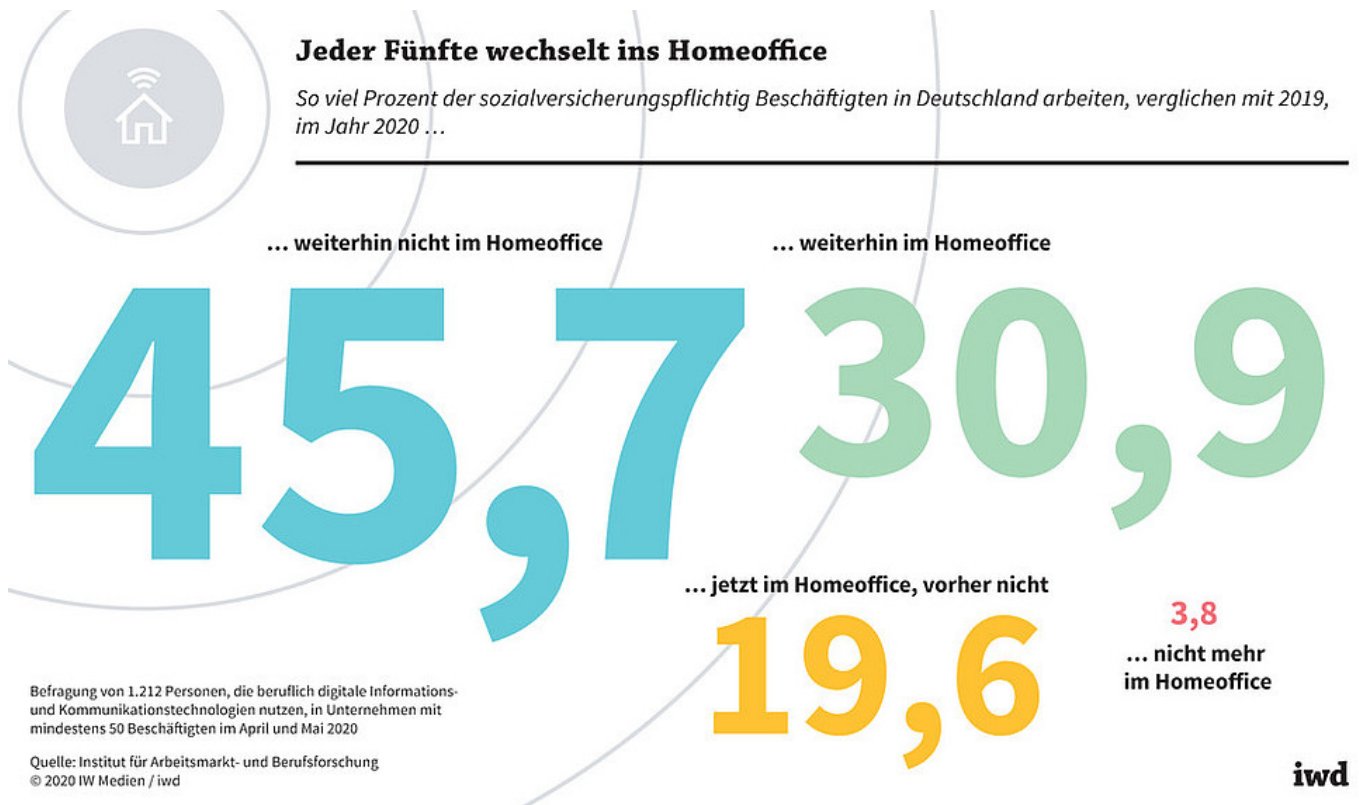 Jeder Fünfte wechselt ins Homeoffice
So viel Prozent der sozialversicherungspflichtig Beschäftigten in Deutschland arbeiten, verglichen mit 2019,
im Jahr 2020 …
… weiterhin nicht im Homeoffice
45,7
… weiterhin im Homeoffice
30,9
… jetzt im Homeoffice, vorher nicht
19,6
3,8
… nicht mehr
im Homeoffice
Befragung von 1.212 Personen, die beruflich digitale Informations-
und Kommunikationstechnologien nutzen, in Unternehmen mit
mindestens 50 Beschäftigten im April und Mai 2020
Quelle: Institut für Arbeitsmarkt- und Berufsforschung
© 2020 IW Medien / iwd
iwd